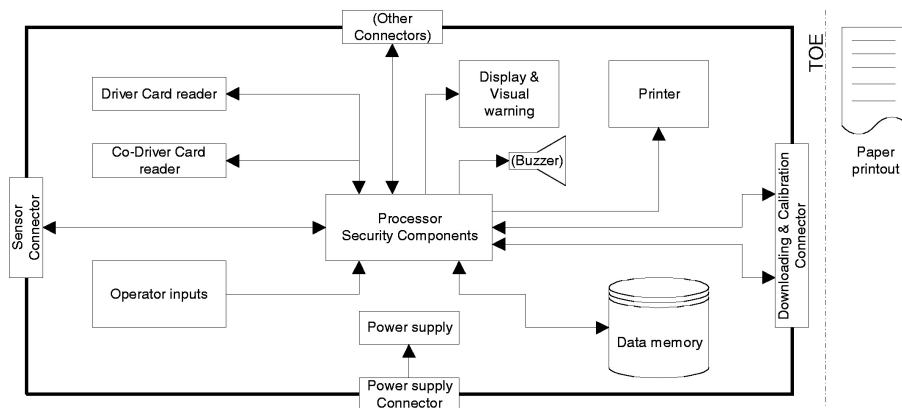 (Other
Connectors)
TOE
Driver Card reader
Display &
Visual
warning
Printer
Co-Driver Card
reader
(Buzzer)
Paper
printout
Sensor
Connector
Processor
Security Components
Downloading & Calibration
Connector
Operator inputs
Power supply
Data memory
Power supply
Connector